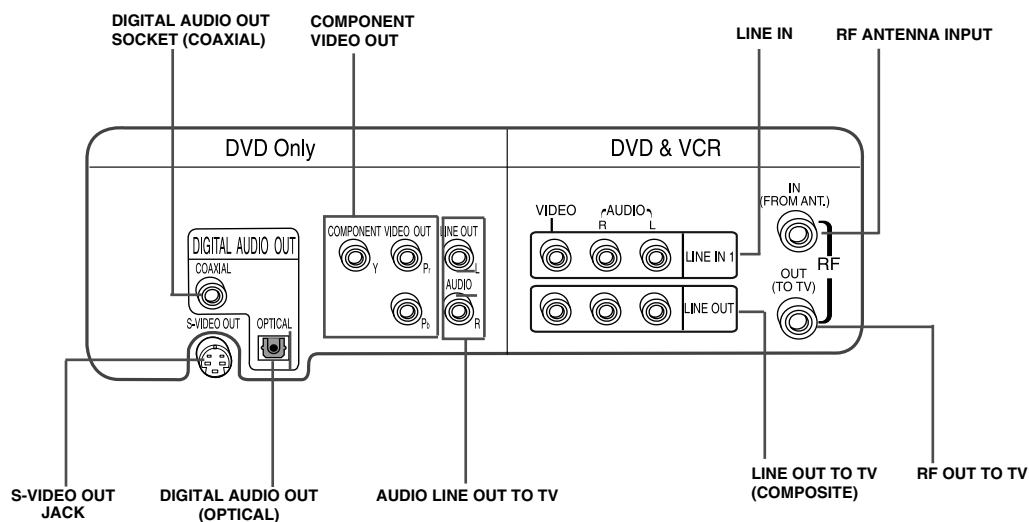 DIGITAL AUDIO OUT
SOCKET (COAXIAL)
COMPONENT
VIDEO OUT
LINE IN
RF ANTENNA INPUT
DVD Only
DVD & VCR
IN
(FROM ANT.)
VIDEO
AUDIO
R
L
COMPONENT VIDEO OUT
LINE OUT
DIGITAL AUDIO OUT
COAXIAL
Y
Pr
L
LINE IN 1
RF
OUT
(TO TV)
AUDIO
S-VIDEO OUT
OPTICAL
Pb
R
LINE OUT
S-VIDEO OUT
JACK
DIGITAL AUDIO OUT
(OPTICAL)
AUDIO LINE OUT TO TV
LINE OUT TO TV
(COMPOSITE)
RF OUT TO TV